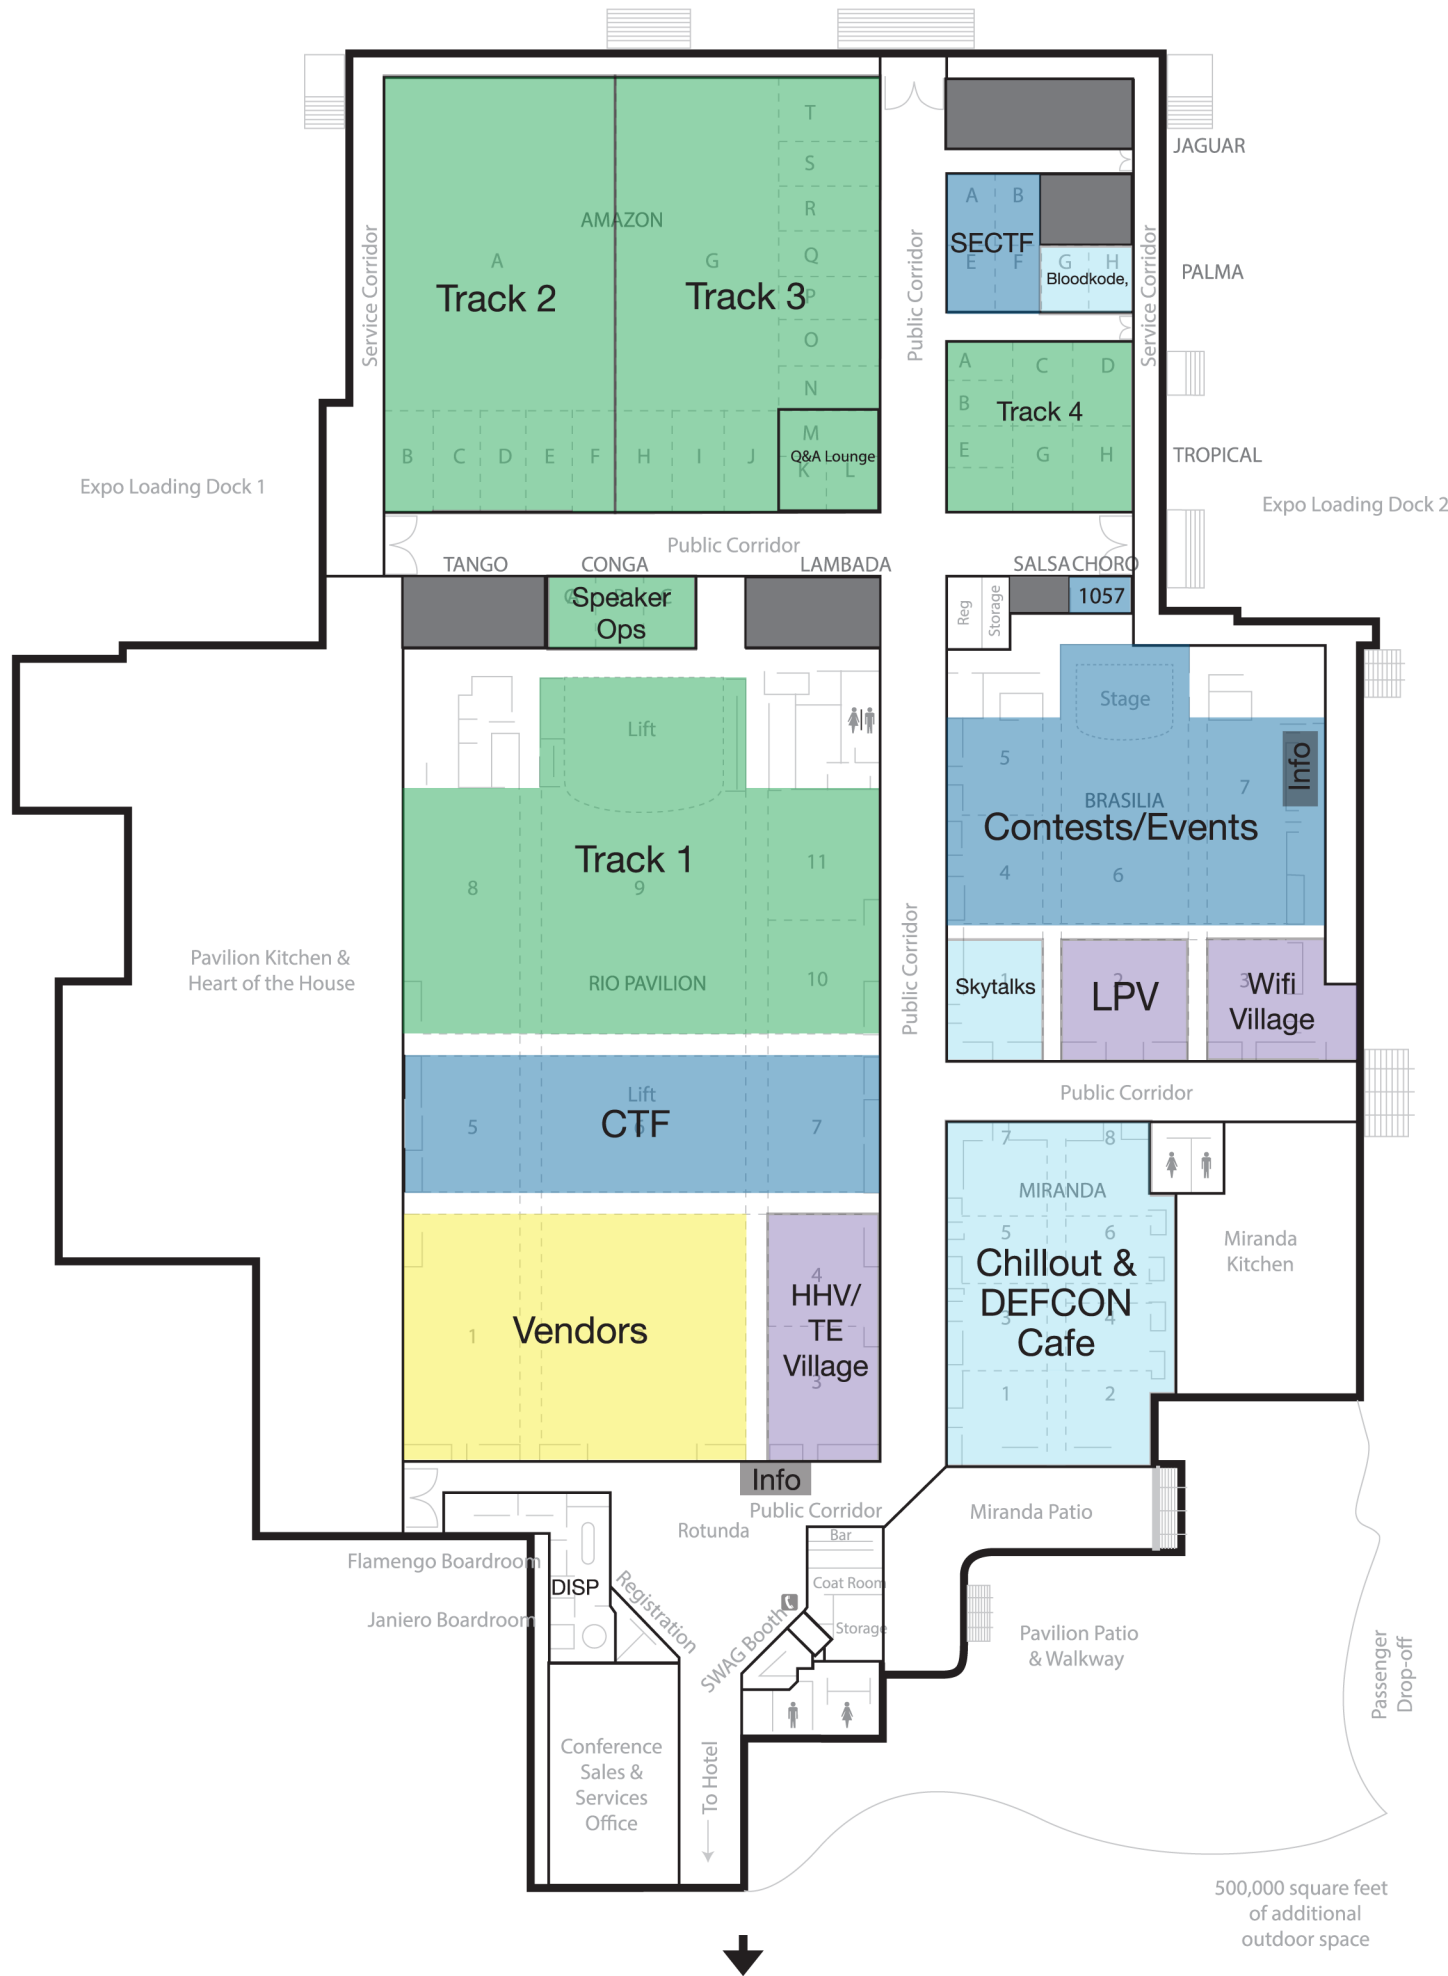 JAGUAR
T
S
R
Q
P
O
N
M
K
L
AMAZON
A
G
Track 2
Track 3
B
C
D
E
F
H
I
J
Q&A Lounge
Service Corridor
Public Corridor
A
B
SECTF
E
F
G
H
Bloodkode,
Service Corridor
PALMA
A
C
D
B
Track 4
E
G
H
TROPICAL
Expo Loading Dock 1
Expo Loading Dock 2
Public Corridor
TANGO
CONGA
LAMBADA
SALSA
CHORO
Speaker
Ops
C
Reg
Storage
1057
Lift
Stage
5
7
Info
BRASILIA
Contests/Events
4
6
Track 1
8
9
11
10
RIO PAVILION
Pavilion Kitchen &
Heart of the House
Public Corridor
1
Skytalks
2
LPV
3
Wifi
Village
Public Corridor
Lift
5
6
7
CTF
7
8
MIRANDA
5
6
Chillout &
DEFCON
3
4
Cafe
1
2
Miranda
Kitchen
1
Vendors
4
HHV/
TE
Village
3
Info
Public Corridor
Rotunda
Miranda Patio
Bar
Flamengo Boardroom
DISP
Janiero Boardroom
Registration
SWAG Booth
Coat Room
Storage
Pavilion Patio
& Walkway
Passenger
Drop-off
Conference
Sales &
Services
Office
To Hotel
500,000 square feet
of additional
outdoor space